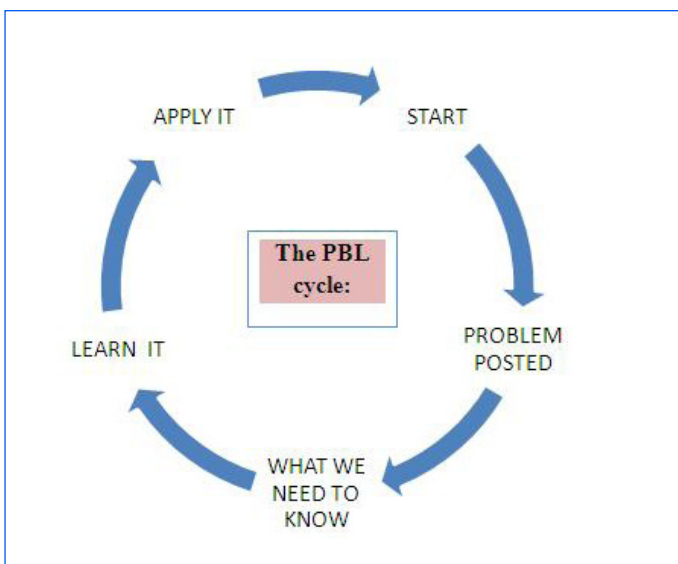 APPLY IT
START
The PBL
cycle:
PROBLEM
POSTED
LEARN IT
WHAT WE
NEED TO
KNOW